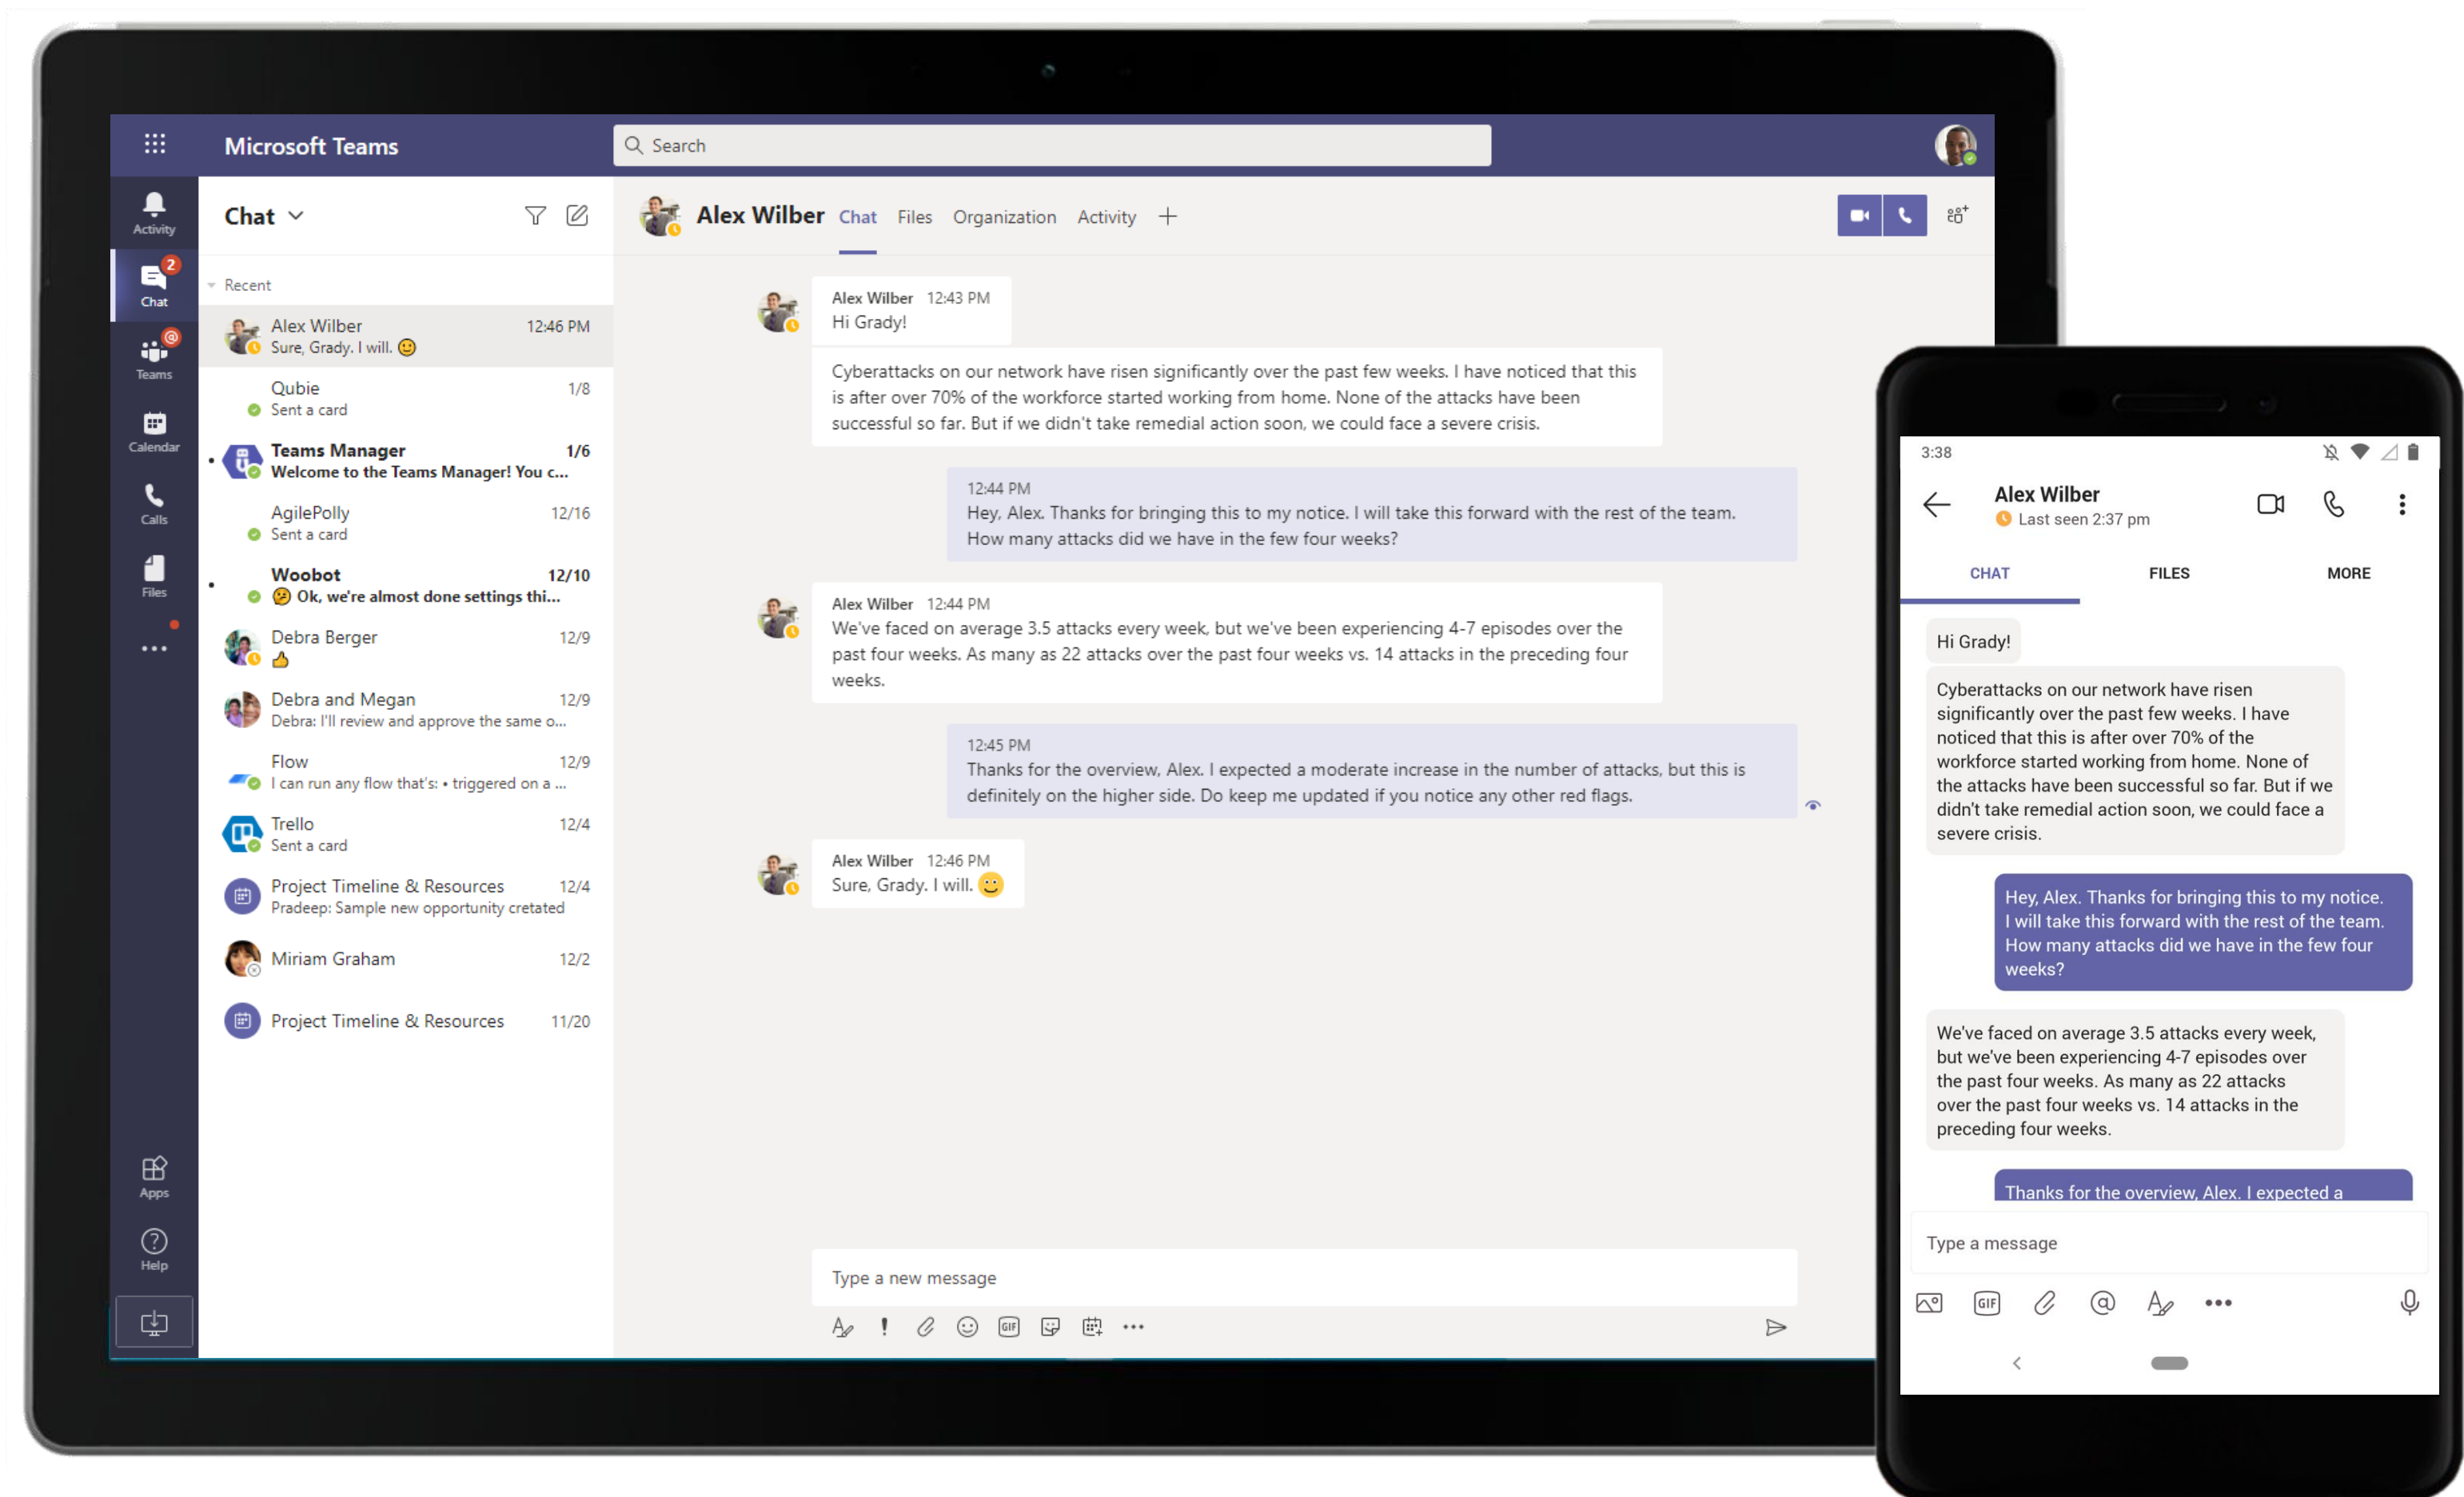 Microsoft Teams
Search
Activity
2
Chat
@
Teams
Calendar
Calls
Files
Apps
Help
Chat
Recent
Alex Wilber 12:46 PM
Sure, Grady. I will.
Qubie 1/8
Sent a card
Teams Manager 1/6
Welcome to the Teams Manager! You c...
AgilePolly 12/16
Sent a card
Woobot 12/10
Ok, we're almost done settings thi...
Debra Berger 12/9
Debra and Megan 12/9
Debra: I'll review and approve the same o...
Flow 12/9
I can run any flow that's: • triggered on a ...
Trello 12/4
Sent a card
Project Timeline & Resources 12/4
Pradeep: Sample new opportunity cretated
Miriam Graham 12/2
Project Timeline & Resources 11/20
Alex Wilber Chat Files Organization Activity
Alex Wilber 12:43 PM
Hi Grady!
Cyberattacks on our network have risen significantly over the past few weeks. I have noticed that this
is after over 70% of the workforce started working from home. None of the attacks have been
successful so far. But if we didn't take remedial action soon, we could face a severe crisis.
12:44 PM
Hey, Alex. Thanks for bringing this to my notice. I will take this forward with the rest of the team.
How many attacks did we have in the few four weeks?
Alex Wilber 12:44 PM
We've faced on average 3.5 attacks every week, but we've been experiencing 4-7 episodes over the
past four weeks. As many as 22 attacks over the past four weeks vs. 14 attacks in the preceding four
weeks.
12:45 PM
Thanks for the overview, Alex. I expected a moderate increase in the number of attacks, but this is
definitely on the higher side. Do keep me updated if you notice any other red flags.
Alex Wilber 12:46 PM
Sure, Grady. I will.
Type a new message
GIF
3:38
Alex Wilber
Last seen 2:37 pm
CHAT FILES MORE
Hi Grady!
Cyberattacks on our network have risen
significantly over the past few weeks. I have
noticed that this is after over 70% of the
workforce started working from home. None of
the attacks have been successful so far. But if we
didn't take remedial action soon, we could face a
severe crisis.
Hey, Alex. Thanks for bringing this to my notice.
I will take this forward with the rest of the team.
How many attacks did we have in the few four
weeks?
We've faced on average 3.5 attacks every week,
but we've been experiencing 4-7 episodes over
the past four weeks. As many as 22 attacks
over the past four weeks vs. 14 attacks in the
preceding four weeks.
Thanks for the overview, Alex. I expected a
Type a message
GIF @